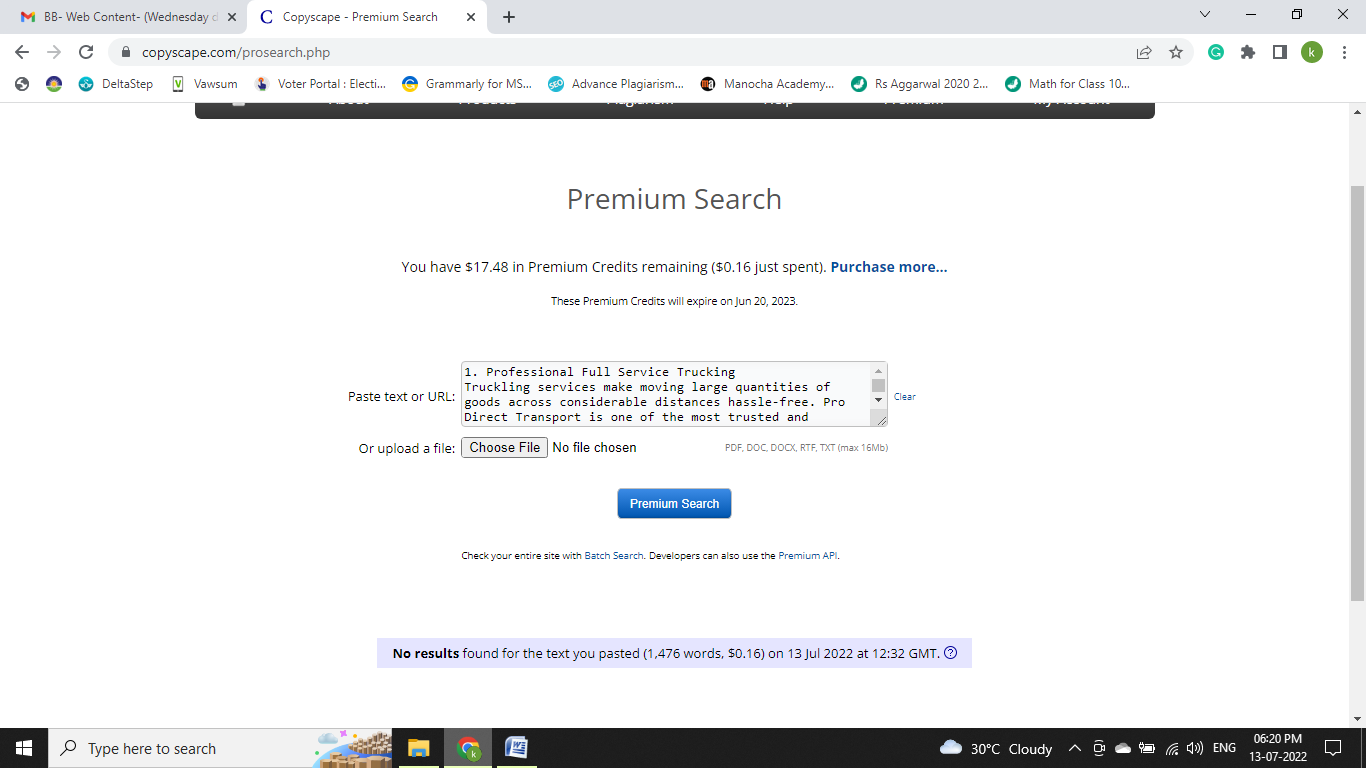 BB- Web Content- (Wednesday
Copyscape - Premium Search
copyscape.com/prosearch.php
DeltaStep
Vawsum
Voter Portal : Electi...
Grammarly for MS...
Advance Plagiarism...
Manocha Academy...
Rs Aggarwal 2020 2...
Math for Class 10...
About Products Plagiarism Help Premium My Account
Premium Search
You have $17.48 in Premium Credits remaining ($0.16 just spent). Purchase more...
These Premium Credits will expire on Jun 20, 2023.
Paste text or URL:
1. Professional Full Service Trucking
Truckling services make moving large quantities of
goods across considerable distances hassle-free. Pro
Direct Transport is one of the most trusted and
Clear
Or upload a file: Choose File No file chosen PDF, DOC, DOCX, RTF, TXT (max 16Mb)
Premium Search
Check your entire site with Batch Search. Developers can also use the Premium API.
No results found for the text you pasted (1,476 words, $0.16) on 13 Jul 2022 at 12:32 GMT.
Type here to search
30°C Cloudy
ENG
06:20 PM
13-07-2022